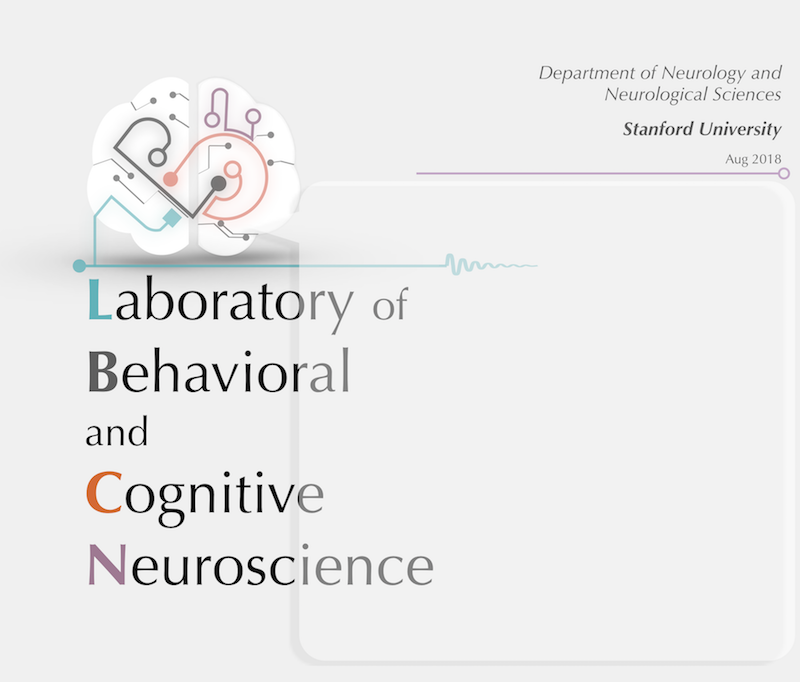 Department of Neurology and
Neurological Sciences
Stanford University
Aug 2018
Laboratory of
Behavioral
and
Cognitive
Neuroscience